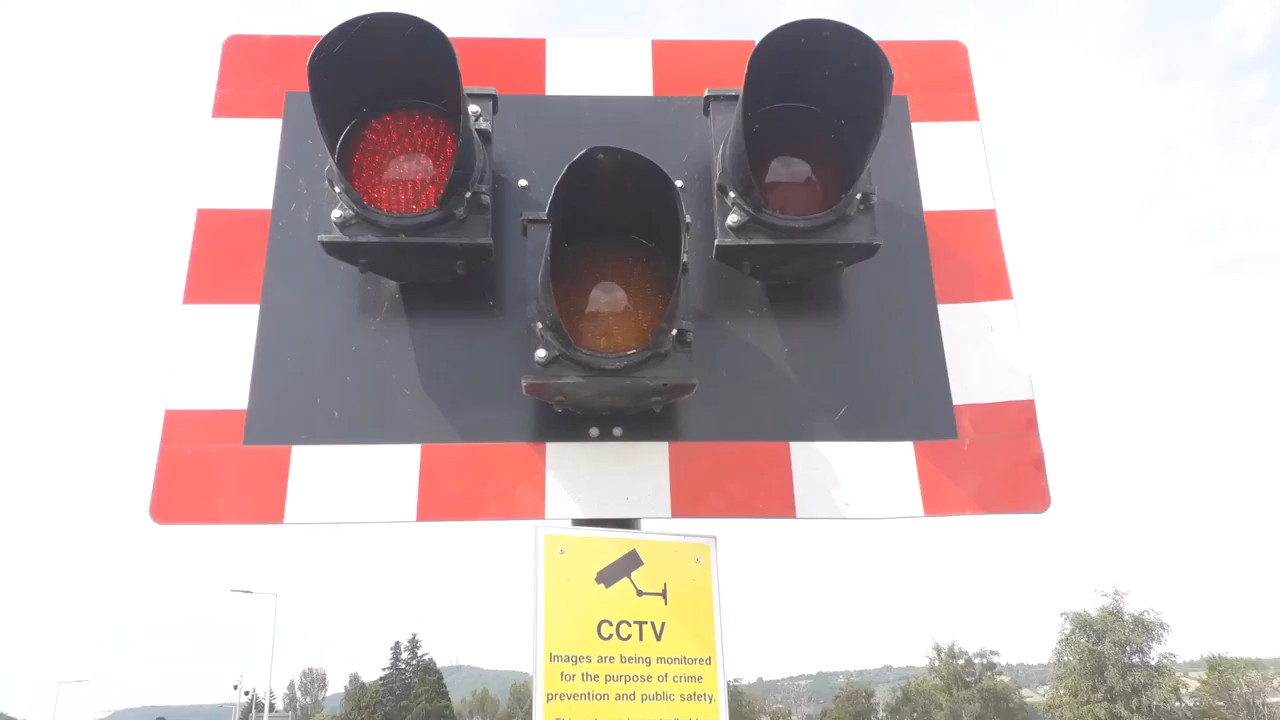 CCTV
Images are being monitored
for the purpose of crime
prevention and public safety.